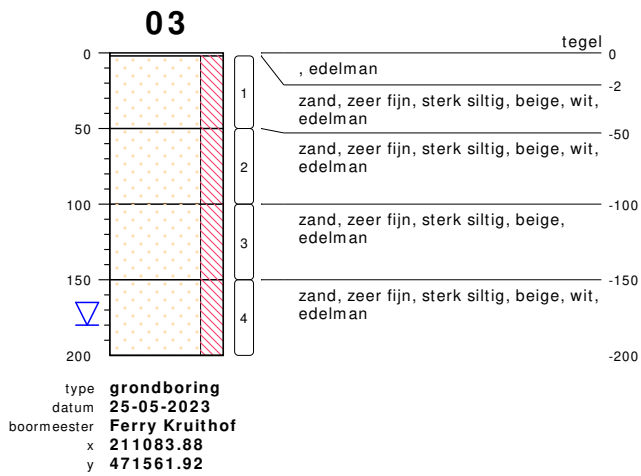 03
tegel
0
0
, edelman
-2
1
zand, zeer fijn, sterk siltig, beige, wit,
edelman
50
-50
zand, zeer fijn, sterk siltig, beige, wit,
edelman
2
100
-100
zand, zeer fijn, sterk siltig, beige,
edelman
3
150
-150
zand, zeer fijn, sterk siltig, beige, wit,
edelman
4
200
-200
type grondboring
datum 25-05-2023
boormeester Ferry Kruithof
x 211083.88
y 471561.92